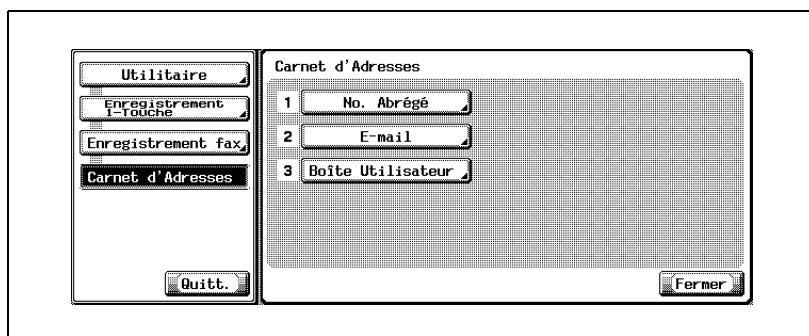 Utilitaire
Enregistrement
1-Touche
Enregistrement fax
Carnet d'Adresses
Quitt.
Carnet d'Adresses
1 No. Abrégé
2 E-mail
3 Boîte Utilisateur
Fermer